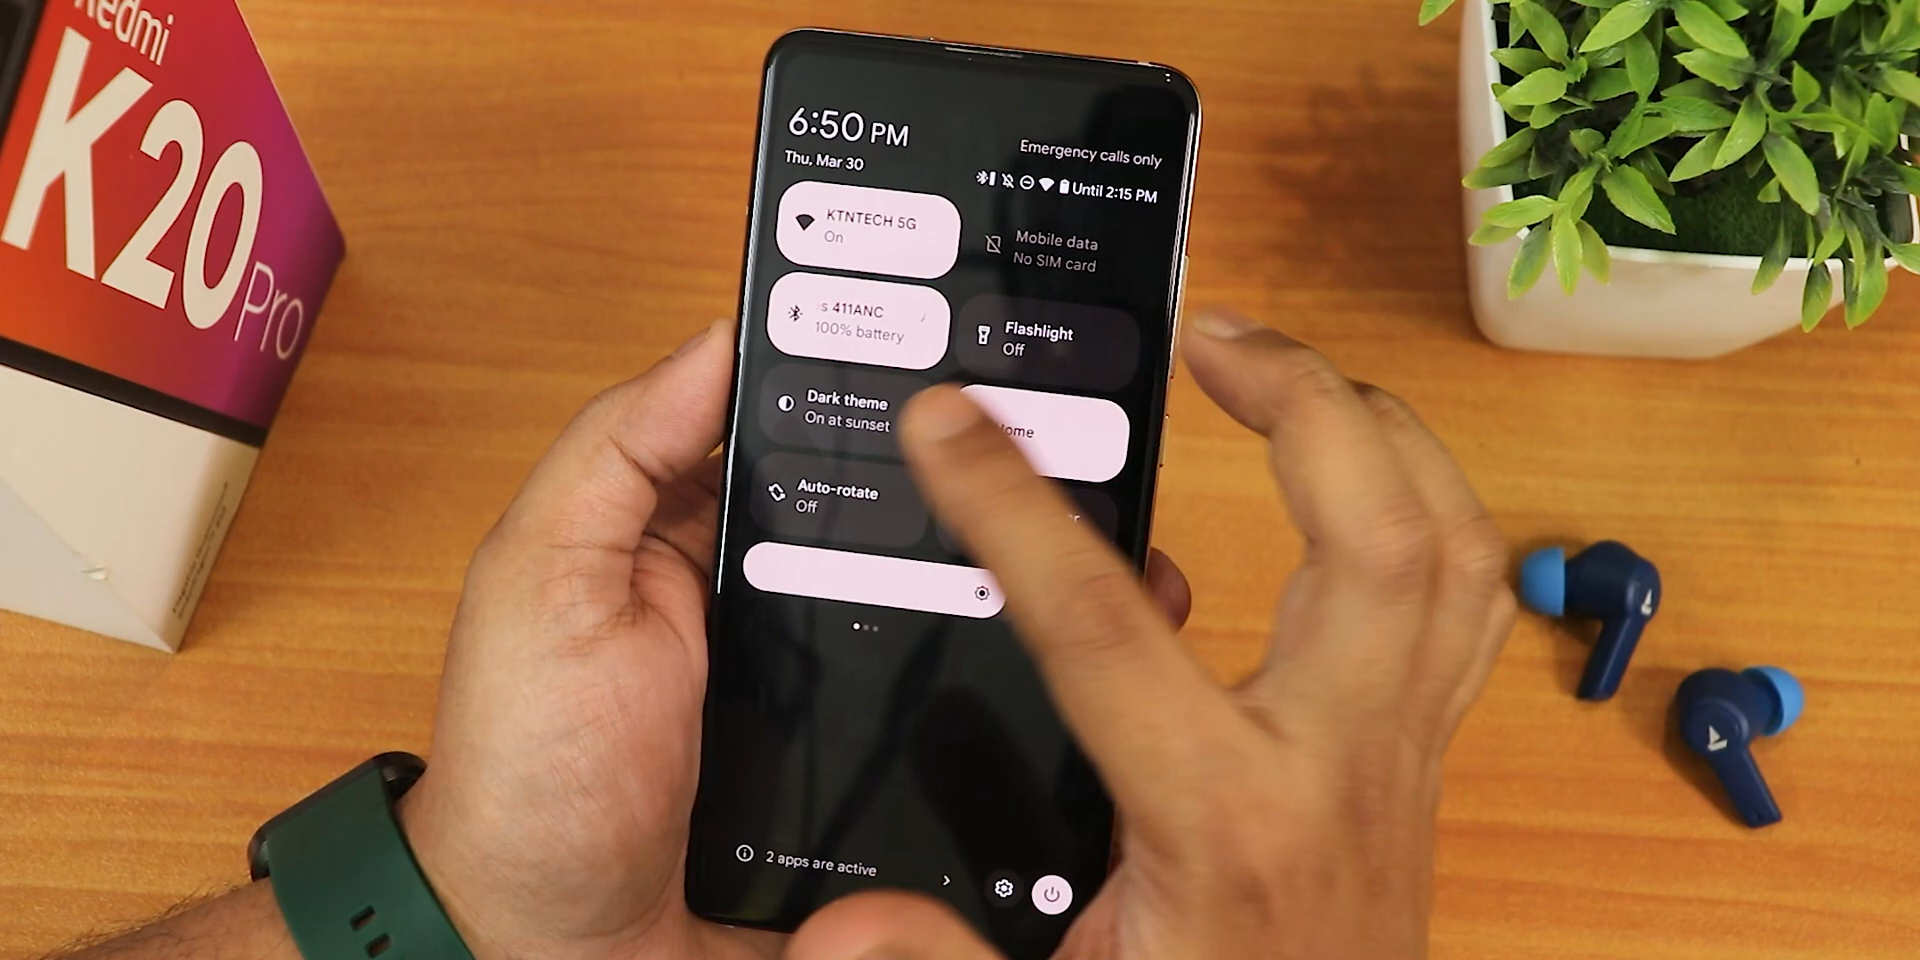 Redmi
K20
Pro
6:50 PM
Thu, Mar 30
Emergency calls only
Until 2:15 PM
KTNTECH 5G
On
Mobile data
No SIM card
s 411ANC
100% battery
Flashlight
Off
Dark theme
On at sunset
Home
Auto-rotate
Off
2 apps are active